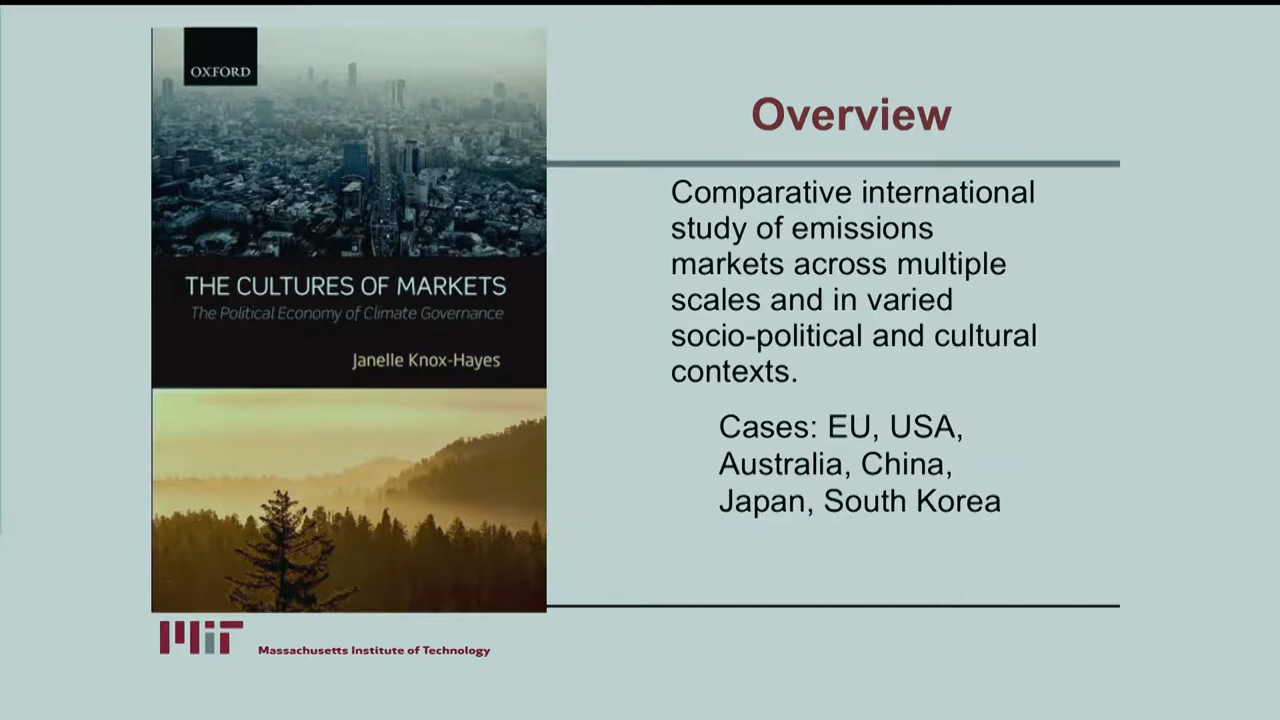 OXFORD
THE CULTURES OF MARKETS
The Political Economy of Climate Governance
Janelle Knox-Hayes
Overview
Comparative international
study of emissions
markets across multiple
scales and in varied
socio-political and cultural
contexts.
Cases: EU, USA,
Australia, China,
Japan, South Korea
MIT
Massachusetts Institute of Technology